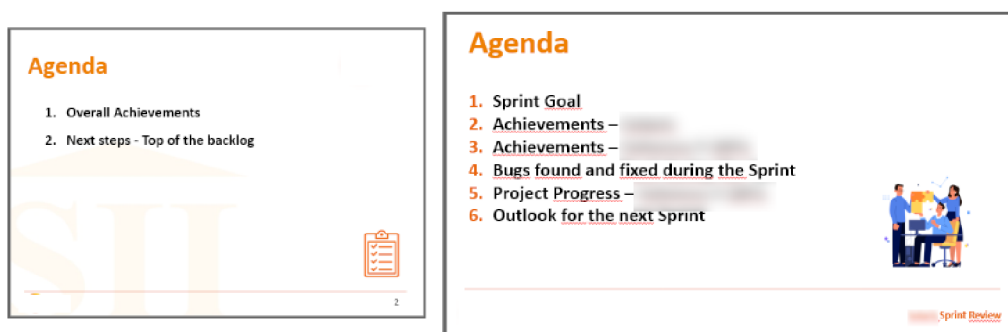 Agenda
1. Overall Achievements
2. Next steps - Top of the backlog
2
Agenda
1. Sprint Goal
2. Achievements –
3. Achievements –
4. Bugs found and fixed during the Sprint
5. Project Progress –
6. Outlook for the next Sprint
Sprint Review
SII